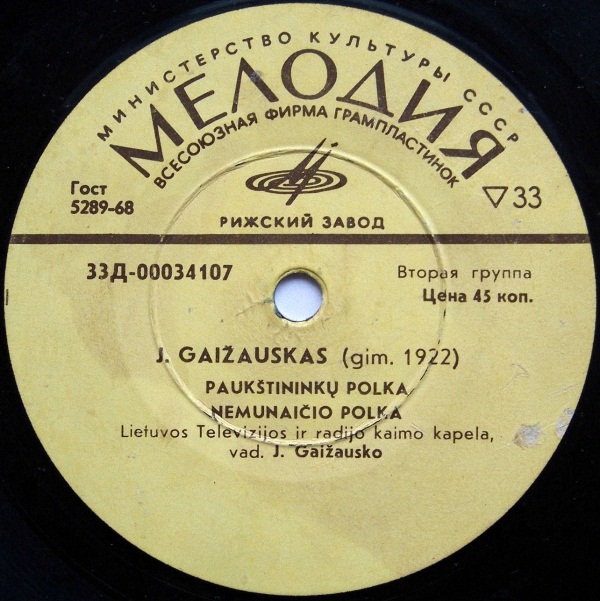 МИНИСТЕРСТВО КУЛЬТУРЫ СССР
МЕЛОДИЯ
ВСЕСОЮЗНАЯ ФИРМА ГРАМПЛАСТИНОК
Гост
5289-68
▽33
РИЖСКИЙ ЗАВОД
33Д-00034107
Вторая группа
Цена 45 коп.
J. GAIŽAUSKAS (gim. 1922)
PAUKŠTININKŲ POLKA
NEMUNAIČIO POLKA
Lietuvos Televizijos ir radijo kaimo kapela,
vad. J. Gaižausko